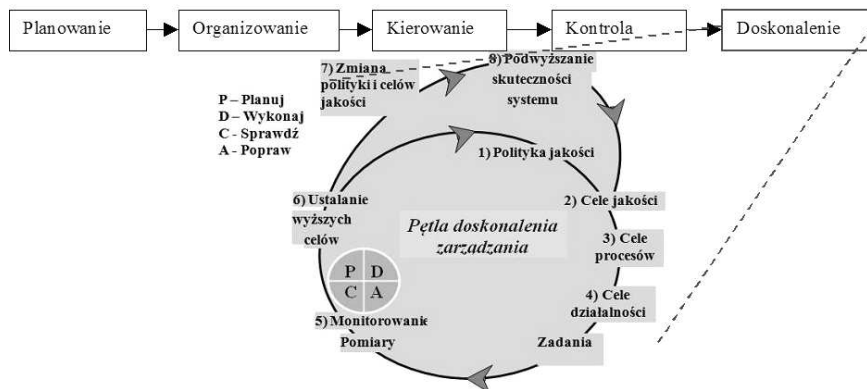 Planowanie
Organizowanie
Kierowanie
Kontrola
Doskonalenie
7) Zmiana
polityki i celów
jakości
8) Podwyższanie
skuteczności
systemu
P – Planuj
D – Wykonaj
C - Sprawdź
A - Popraw
1) Polityka jakości
6) Ustalanie
wyższych
celów
2) Cele jakości
Pętla doskonalenia
zarządzania
3) Cele
procesów
P D
C A
4) Cele
działalności
5) Monitorowanie
Pomiary
Zadania